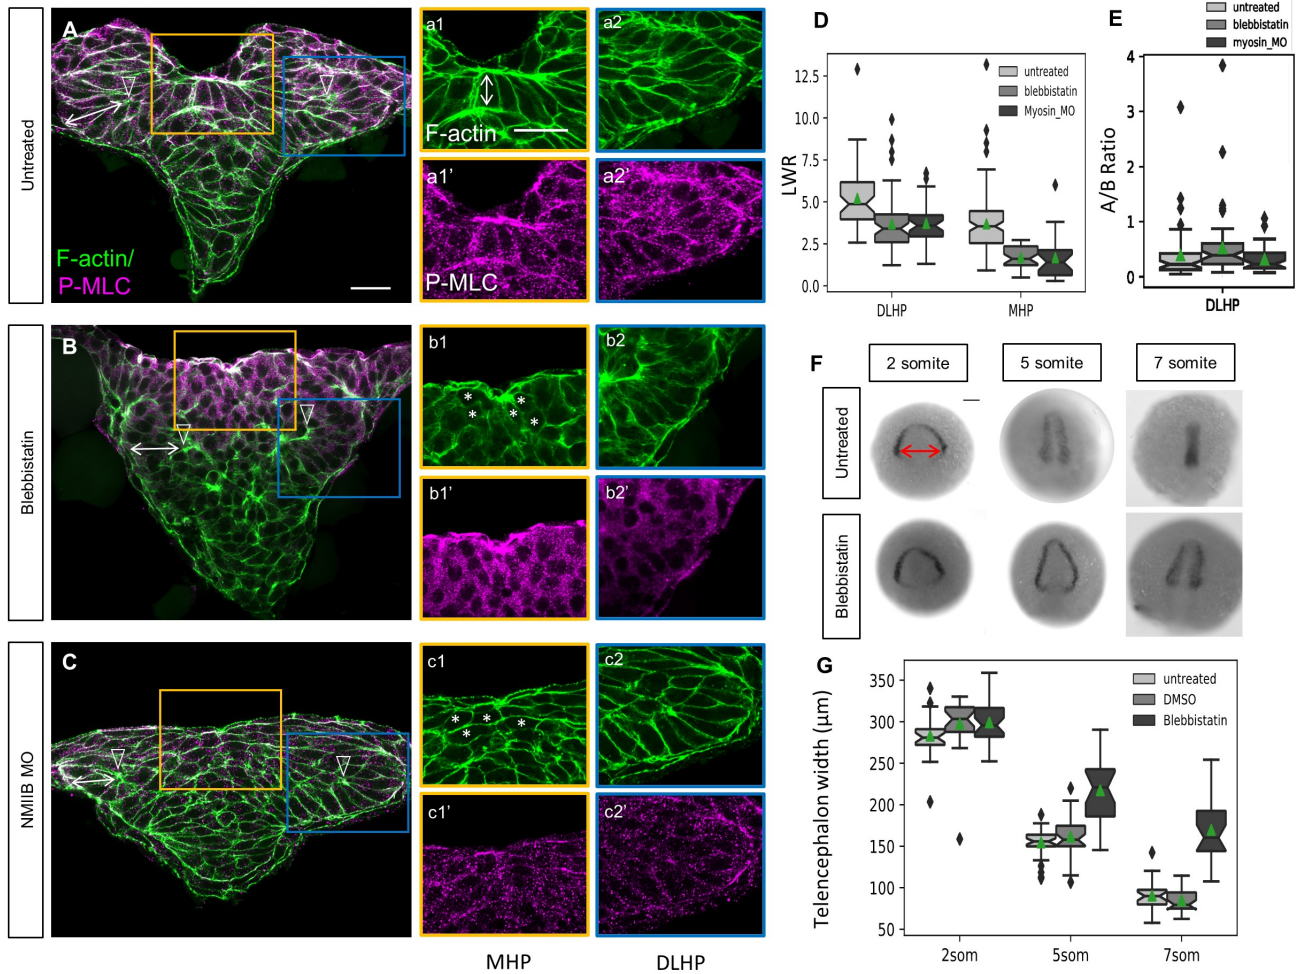 A
a1
F-actin
a2
a1’
P-MLC
a2’
F-actin/
P-MLC
Untreated
B
b1
* * * * *
b2
b1’
b2’
Blebbistatin
C
c1
* * * *
c2
c1’
c2’
NMIIB MO
MHP
DLHP
D
untreated
blebbistatin
Myosin_MO
LWR
12.5
10.0
7.5
5.0
2.5
0.0
DLHP
MHP
E
untreated
blebbistatin
myosin_MO
A/B Ratio
4
3
2
1
0
DLHP
F
2 somite
5 somite
7 somite
Untreated
Blebbistatin
G
untreated
DMSO
Blebbistatin
Telencephalon width (μm)
350
300
250
200
150
100
50
2som
5som
7som